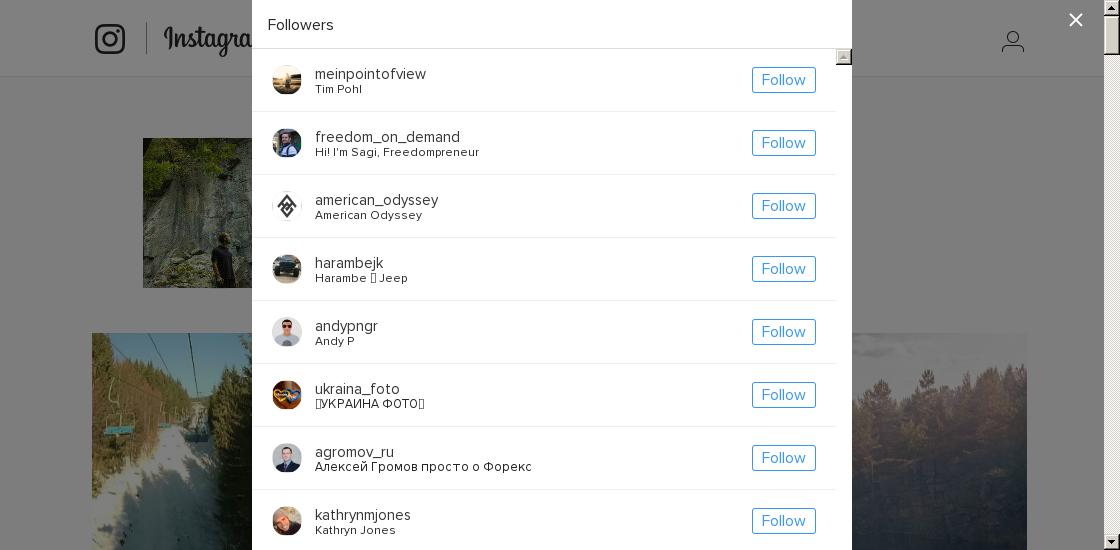 Followers
Instagra
meinpointofview
Tim Pohl
Follow
freedom_on_demand
Hi! I'm Sagi, Freedompreneur
Follow
american_odyssey
American Odyssey
Follow
harambejk
Harambe ▯ Jeep
Follow
andypngr
Andy P
Follow
ukraina_foto
▯УКРАИНА ФОТО▯
Follow
agromov_ru
Алексей Громов просто о Форекс
Follow
kathrynmjones
Kathryn Jones
Follow